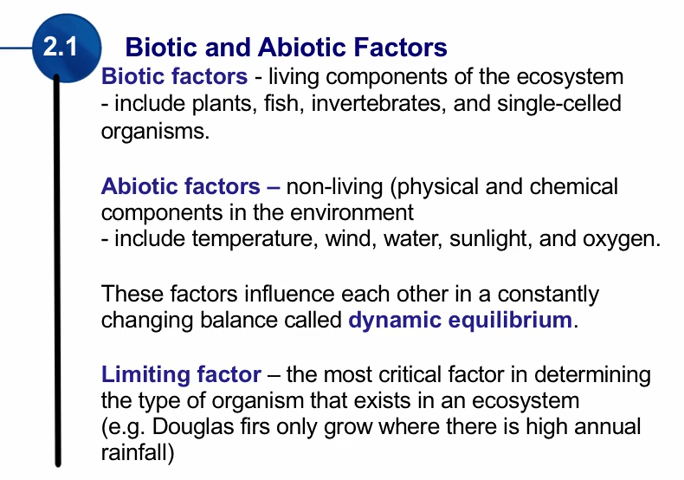 2.1
Biotic and Abiotic Factors
Biotic factors - living components of the ecosystem
- include plants, fish, invertebrates, and single-celled
organisms.
Abiotic factors – non-living (physical and chemical
components in the environment
- include temperature, wind, water, sunlight, and oxygen.
These factors influence each other in a constantly
changing balance called dynamic equilibrium.
Limiting factor – the most critical factor in determining
the type of organism that exists in an ecosystem
(e.g. Douglas firs only grow where there is high annual
rainfall)